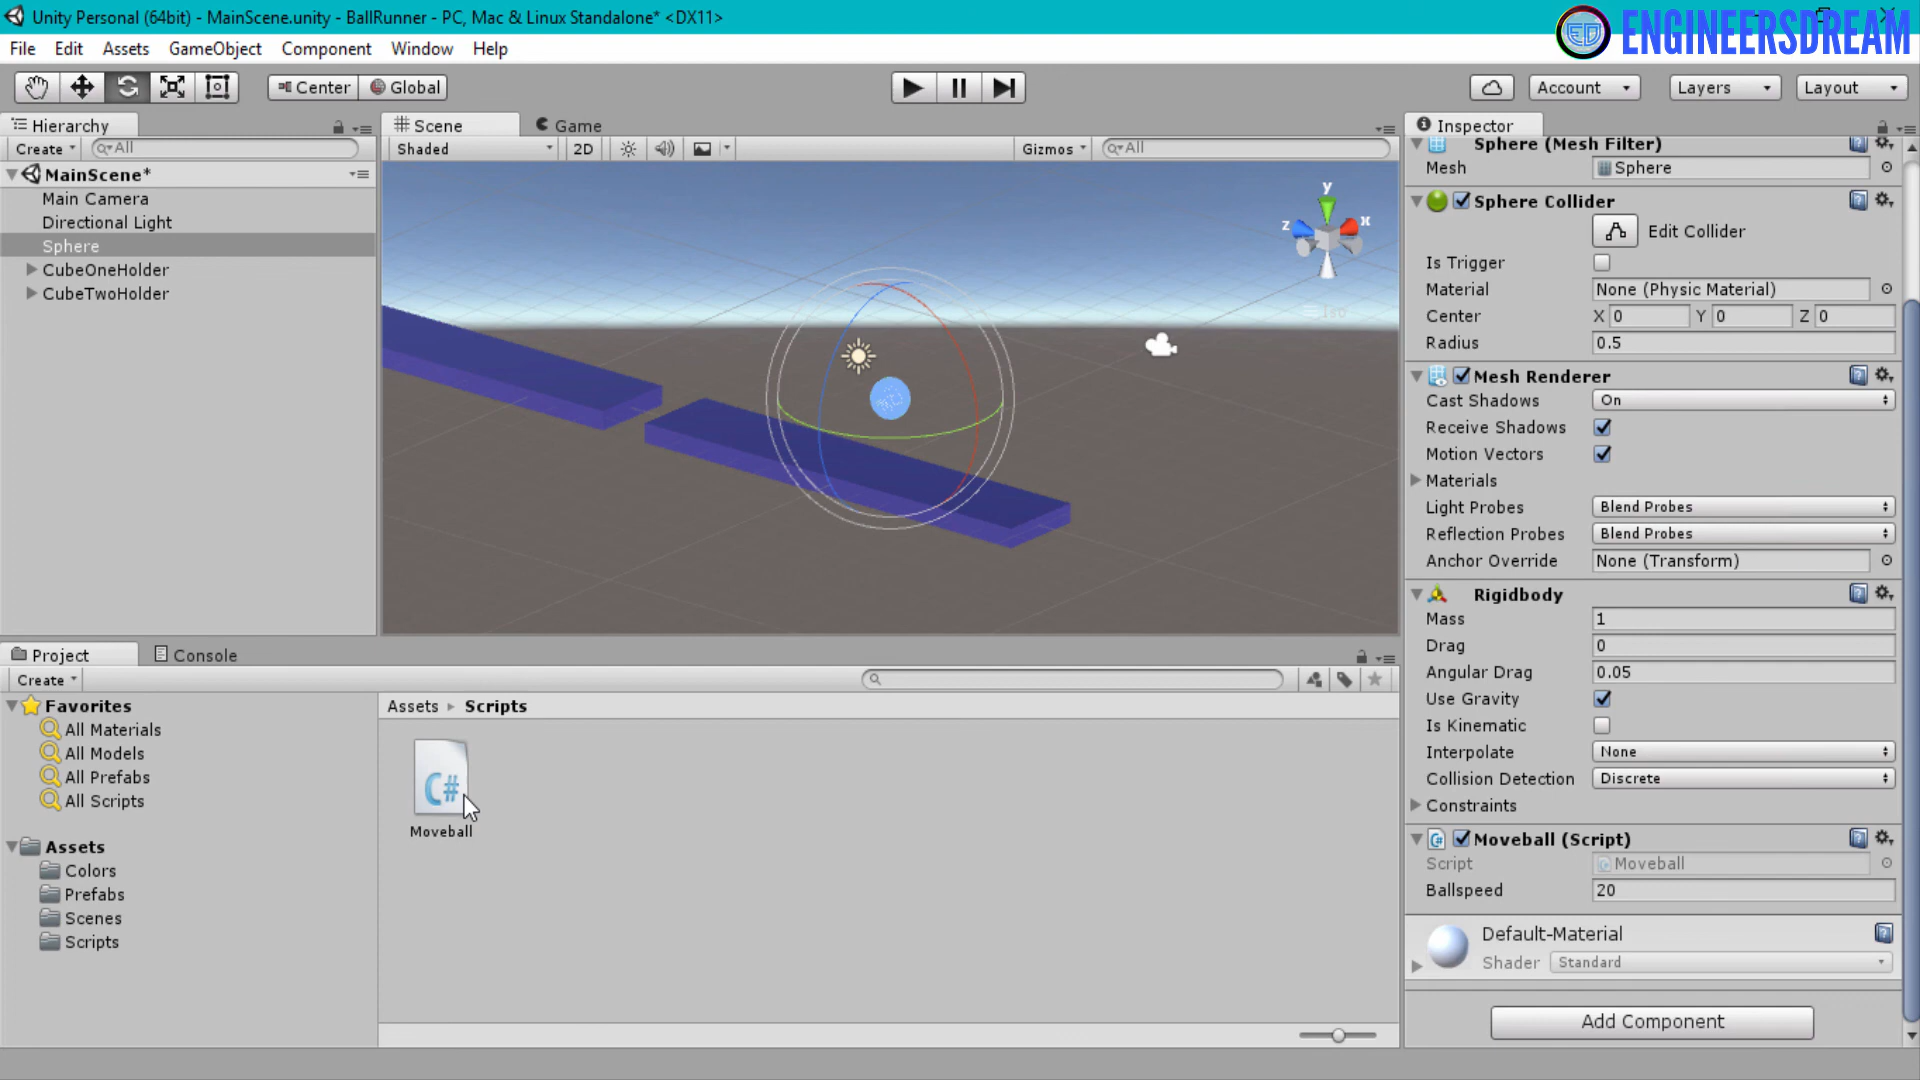 Unity Personal (64bit) - MainScene.unity - BallRunner - PC, Mac & Linux Standalone* <DX11>
ED ENGINEERSDREAM
File Edit Assets GameObject Component Window Help
Center Global
Account Layers Layout
Hierarchy
Create All
MainScene*
Main Camera
Directional Light
Sphere
CubeOneHolder
CubeTwoHolder
Scene Game
Shaded 2D Gizmos All
y
z x
Iso
Project Console
Create
Favorites
All Materials
All Models
All Prefabs
All Scripts
Assets
Colors
Prefabs
Scenes
Scripts
Assets Scripts
C#
Moveball
Inspector
Sphere (Mesh Filter)
Mesh Sphere
Sphere Collider
Edit Collider
Is Trigger
Material None (Physic Material)
Center X 0 Y 0 Z 0
Radius 0.5
Mesh Renderer
Cast Shadows On
Receive Shadows
Motion Vectors
Materials
Light Probes Blend Probes
Reflection Probes Blend Probes
Anchor Override None (Transform)
Rigidbody
Mass 1
Drag 0
Angular Drag 0.05
Use Gravity
Is Kinematic
Interpolate None
Collision Detection Discrete
Constraints
Moveball (Script)
Script Moveball
Ballspeed 20
Default-Material
Shader Standard
Add Component